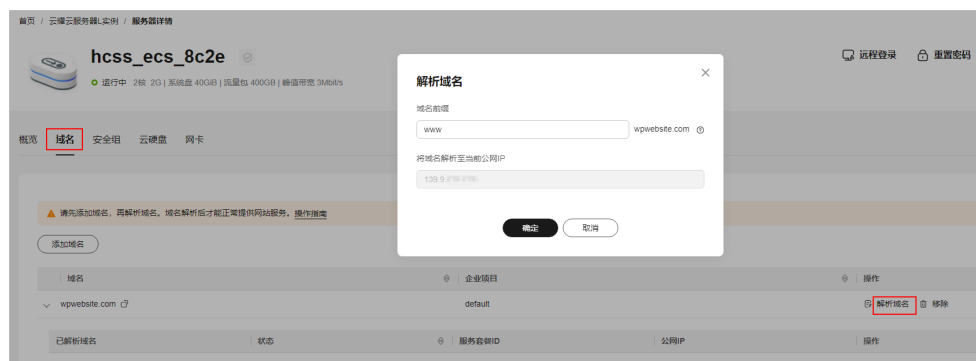 首页 / 云耀云服务器L实例 / 服务器详情
hcss_ecs_8c2e
运行中 2核 2G | 系统盘 40GiB | 流量包 400GB | 峰值带宽 3Mbit/s
远程登录 重置密码
概览 域名 安全组 云硬盘 网卡
解析域名
域名前缀
www wpwebsite.com
将域名解析至当前公网IP
139.9.
确定 取消
请先添加域名,再解析域名。域名解析后才能正常提供网站服务。操作指南
添加域名
域名 企业项目 操作
wpwebsite.com default 解析域名 移除
已解析域名 状态 服务套餐ID 公网IP 操作